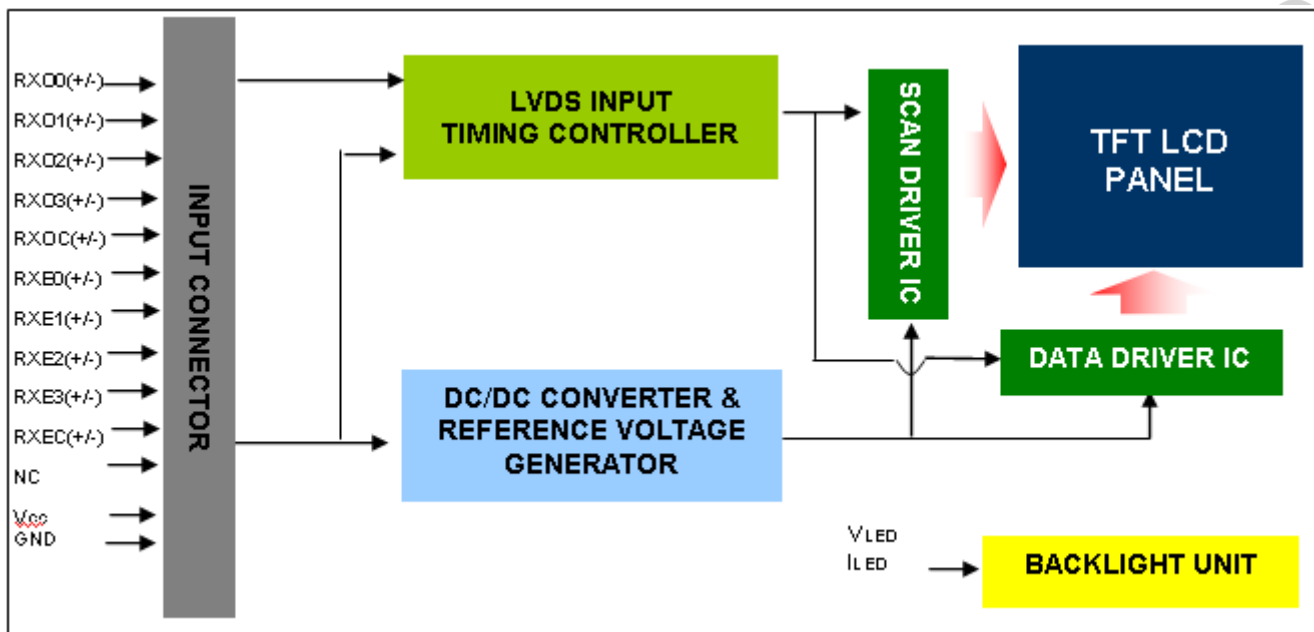 RXO0(+/-)
RXO1(+/-)
RXO2(+/-)
RXO3(+/-)
RXOC(+/-)
RXE0(+/-)
RXE1(+/-)
RXE2(+/-)
RXE3(+/-)
RXEC(+/-)
NC
Vcc
GND
INPUT CONNECTOR
LVDS INPUT
TIMING CONTROLLER
DC/DC CONVERTER &
REFERENCE VOLTAGE
GENERATOR
SCAN DRIVER IC
TFT LCD
PANEL
DATA DRIVER IC
VLED
ILED
BACKLIGHT UNIT